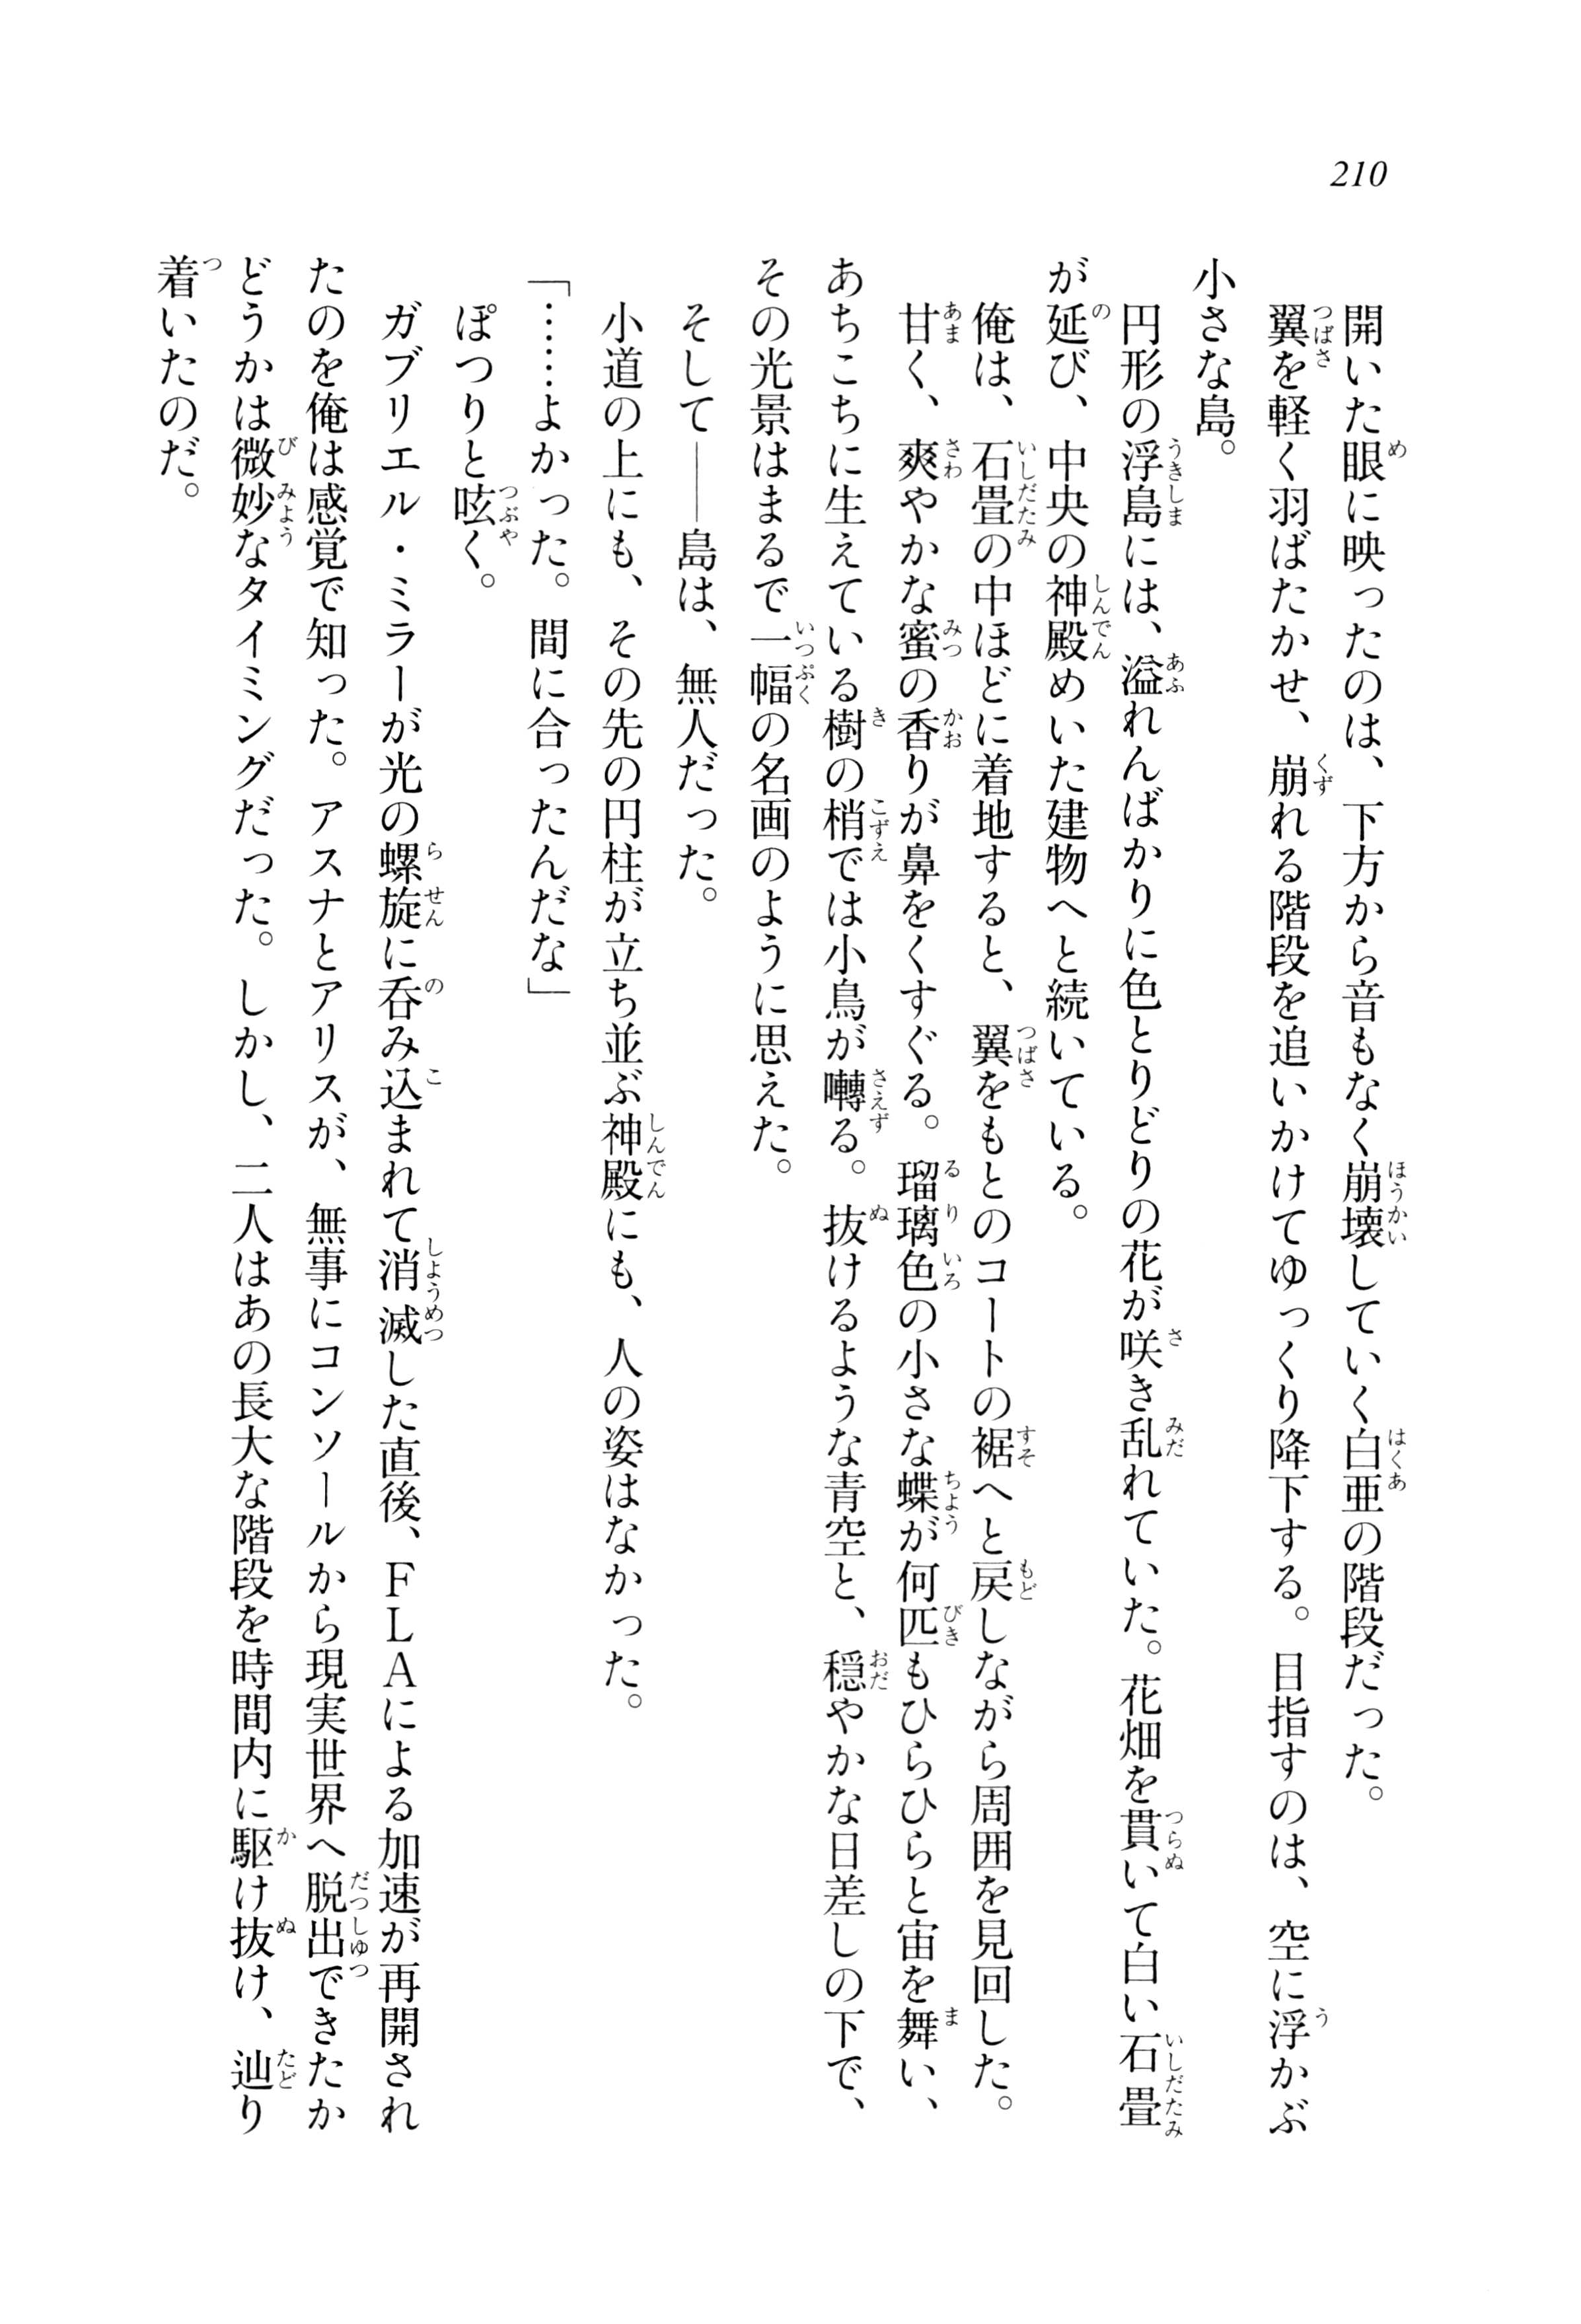 210
開いた眼に映ったのは、下方から音もなく崩壊していく白亜の階段だった。
翼を軽く羽ばたかせ、崩れる階段を追いかけてゆっくり降下する。目指すのは、空に浮かぶ
小さな島。
円形の浮島には、溢れんばかりに色とりどりの花が咲き乱れていた。花畑を貫いて白い石畳
が延び、中央の神殿めいた建物へと続いている。
俺は、石畳の中ほどに着地すると、翼をもとのコートの裾へと戻しながら周囲を見回した。
甘く、爽やかな蜜の香りが鼻をくすぐる。瑠璃色の小さな蝶が何匹もひらひらと宙を舞い、
あちこちに生えている樹の梢では小鳥が囀る。抜けるような青空と、穏やかな日差しの下で、
その光景はまるで一幅の名画のように思えた。
そして――島は、無人だった。
小道の上にも、その先の円柱が立ち並ぶ神殿にも、人の姿はなかった。
「……よかった。間に合ったんだな」
ぽつりと呟く。
ガブリエル・ミラーが光の螺旋に呑み込まれて消滅した直後、FLAによる加速が再開され
たのを俺は感覚で知った。アスナとアリスが、無事にコンソールから現実世界へ脱出できたか
どうかは微妙なタイミングだった。しかし、二人はあの長大な階段を時間内に駆け抜け、辿り
着いたのだ。